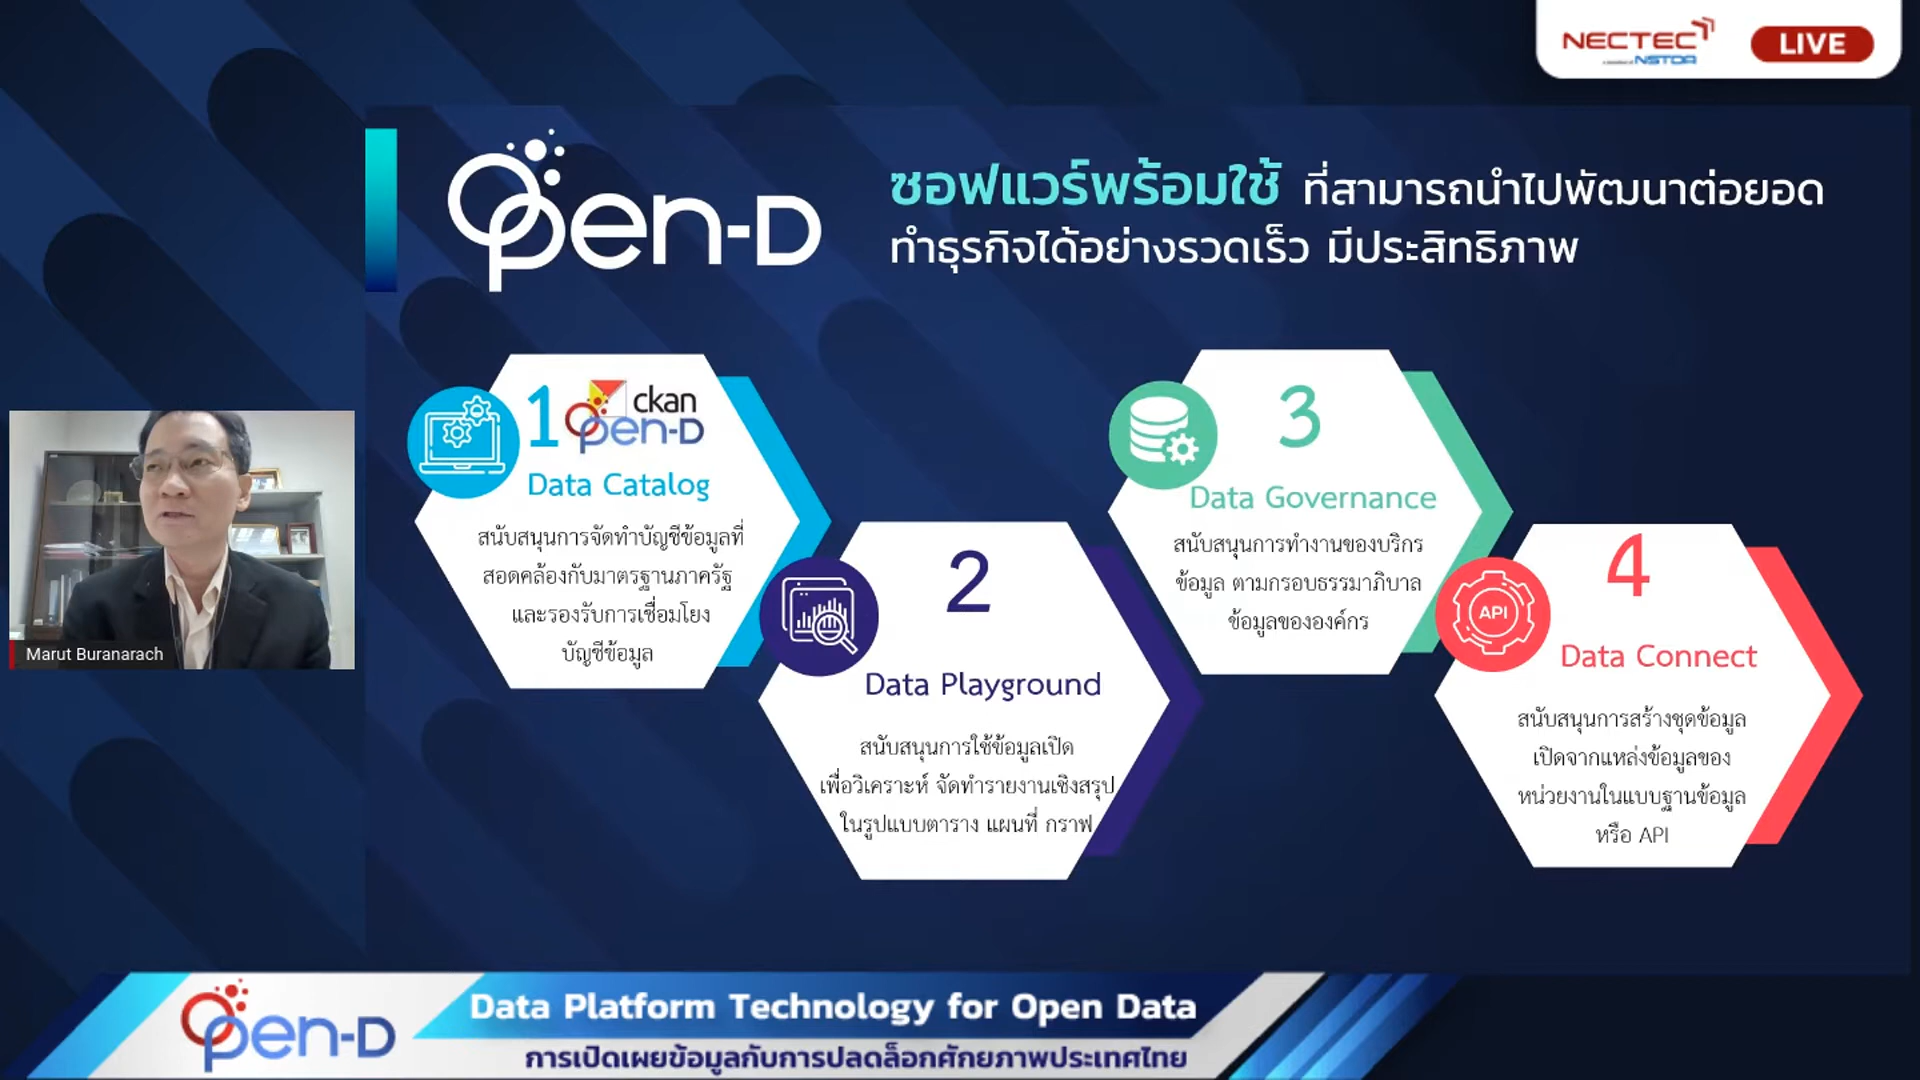 NECTEC
a member of NSTDA
LIVE
Open-D
ซอฟแวร์พร้อมใช้ ที่สามารถนำไปพัฒนาต่อยอด
ทำธุรกิจได้อย่างรวดเร็ว มีประสิทธิภาพ
1
ckan
Open-D
Data Catalog
สนับสนุนการจัดทำบัญชีข้อมูลที่
สอดคล้องกับมาตรฐานภาครัฐ
และรองรับการเชื่อมโยง
บัญชีข้อมูล
2
Data Playground
สนับสนุนการใช้ข้อมูลเปิด
เพื่อวิเคราะห์ จัดทำรายงานเชิงสรุป
ในรูปแบบตาราง แผนที่ กราฟ
3
Data Governance
สนับสนุนการทำงานของบริกร
ข้อมูล ตามกรอบธรรมาภิบาล
ข้อมูลขององค์กร
API
4
Data Connect
สนับสนุนการสร้างชุดข้อมูล
เปิดจากแหล่งข้อมูลของ
หน่วยงานในแบบฐานข้อมูล
หรือ API
Marut Buranarach
Open-D
Data Platform Technology for Open Data
การเปิดเผยข้อมูลกับการปลดล็อกศักยภาพประเทศไทย